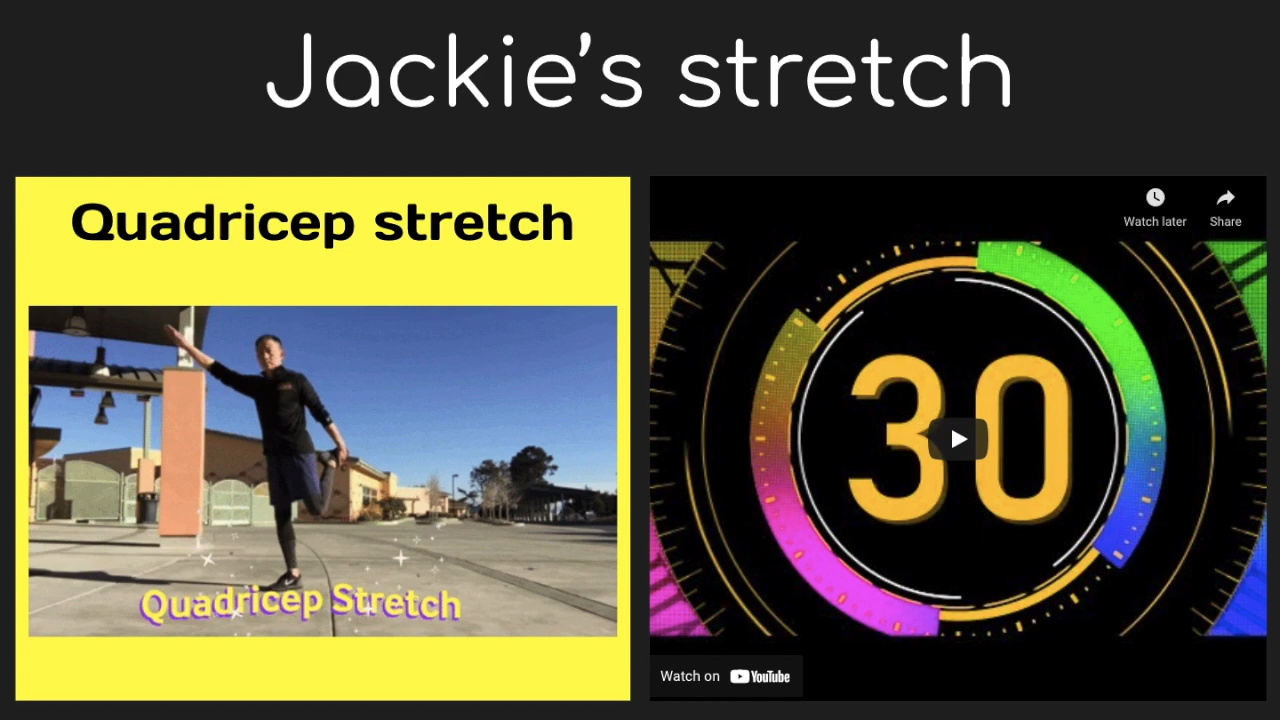 Jackie’s stretch
Quadricep stretch
Quadricep Stretch
Watch later
Share
30
Watch on YouTube